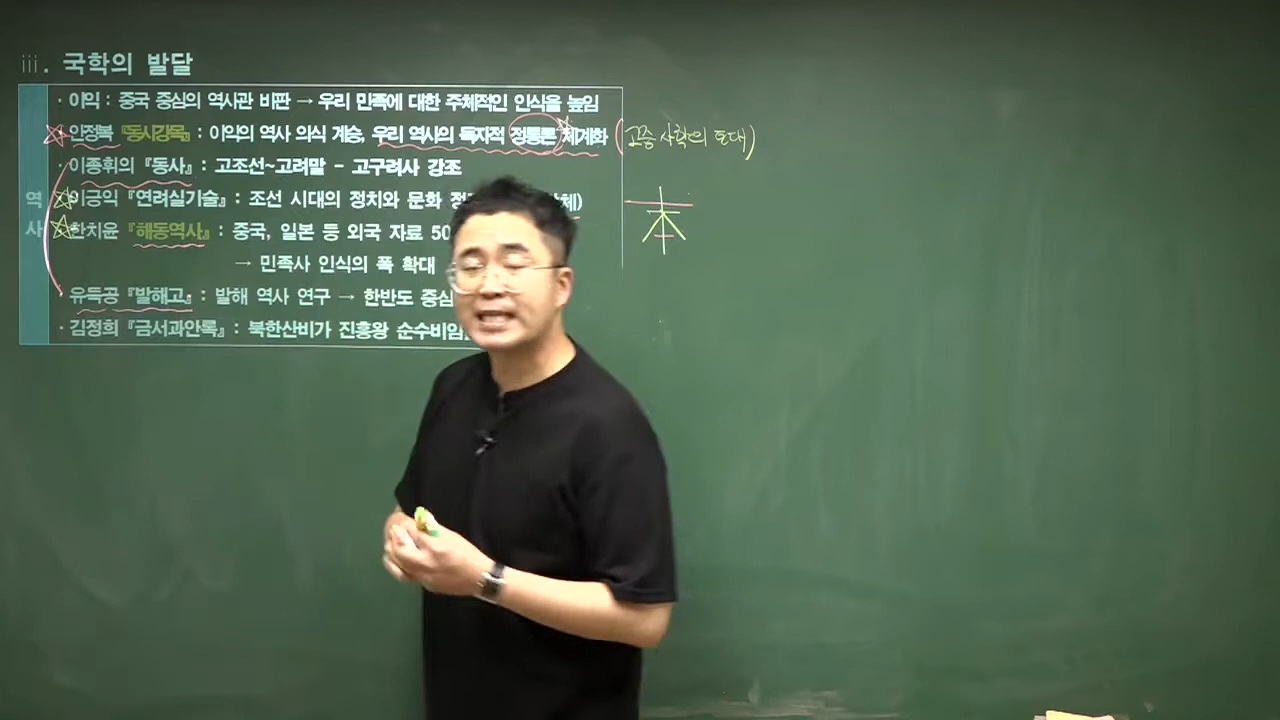 iii. 국학의 발달
역사
· 이익 : 중국 중심의 역사관 비판 → 우리 민족에 대한 주체적인 인식을 높임
· 안정복 『동사강목』 : 이익의 역사 의식 계승, 우리 역사의 독자적 정통론 체계화 (고증 사학의 토대)
· 이종휘의 『동사』 : 고조선~고려말 - 고구려사 강조
이긍익 『연려실기술』 : 조선 시대의 정치와 문화 체)
한치윤 『해동역사』 : 중국, 일본 등 외국 자료 50
→ 민족사 인식의 폭 확대
유득공 『발해고』 : 발해 역사 연구 → 한반도 중심
· 김정희 『금석과안록』 : 북한산비가 진흥왕 순수비임